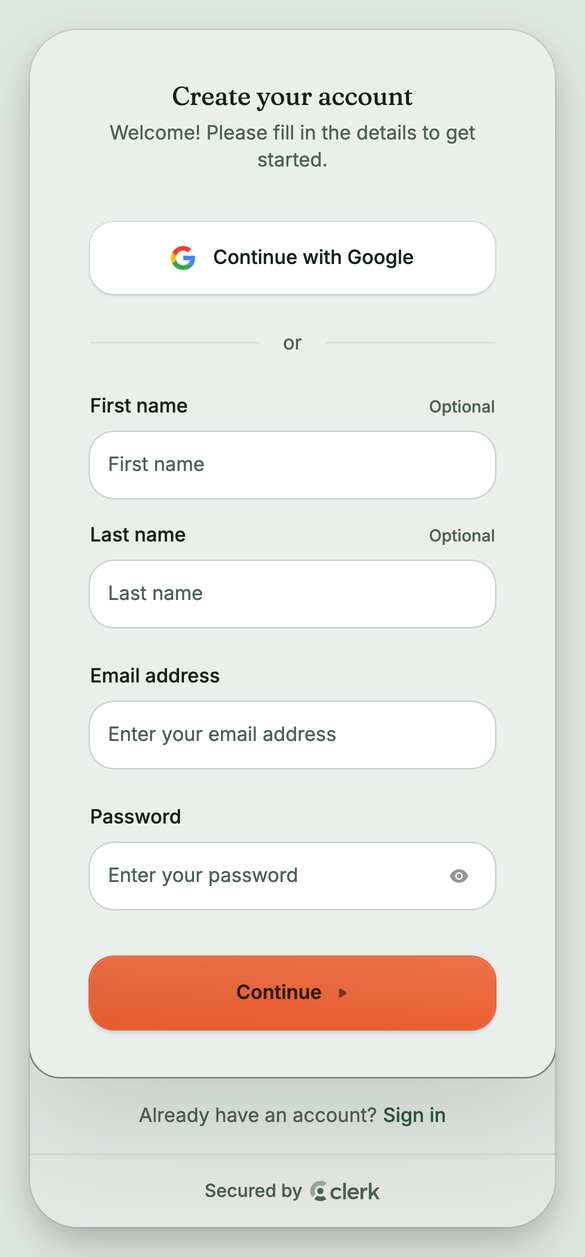 Create your account
Welcome! Please fill in the details to get
started.
Continue with Google
or
First name Optional
First name
Last name Optional
Last name
Email address
Enter your email address
Password
Enter your password
Continue
Already have an account? Sign in
Secured by clerk